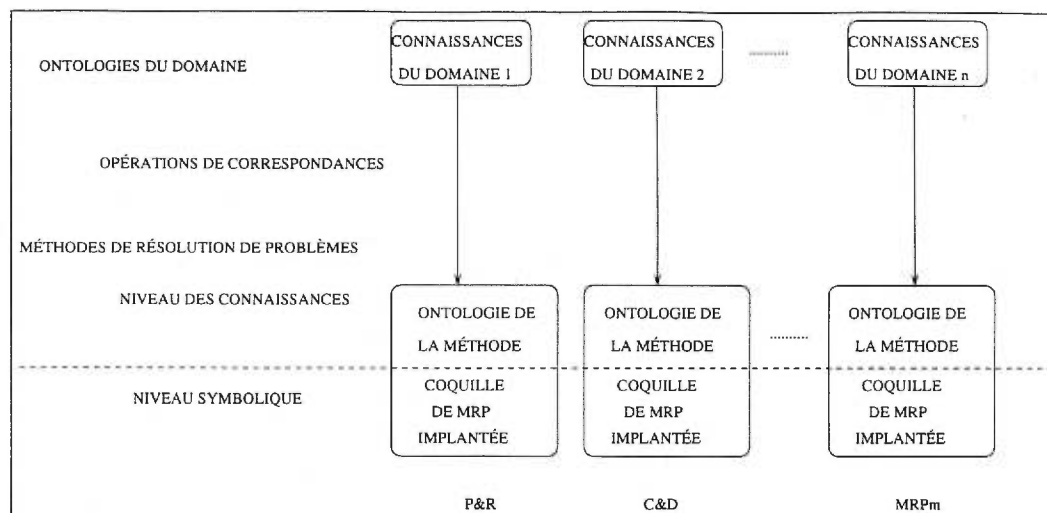 CONNAISSANCES CONNAISSANCES CONNAISSANCES
ONTOLOGIES DU DOMAINE
DU DOMAINE 1 DU DOMAINE 2 DU DOMAINE n
OPÉRATIONS DE CORRESPONDANCES
MÉTHODES DE RÉSOLUTION DE PROBLÈMES
NIVEAU DES CONNAISSANCES
ONTOLOGIE DE ONTOLOGIE DE ONTOLOGIE DE
LA MÉTHODE LA MÉTHODE LA MÉTHODE
NIVEAU SYMBOLIQUE
COQUILLE COQUILLE COQUILLE
DE MRP DE MRP DE MRP
IMPLANTÉE IMPLANTÉE IMPLANTÉE
P&R C&D MRPm